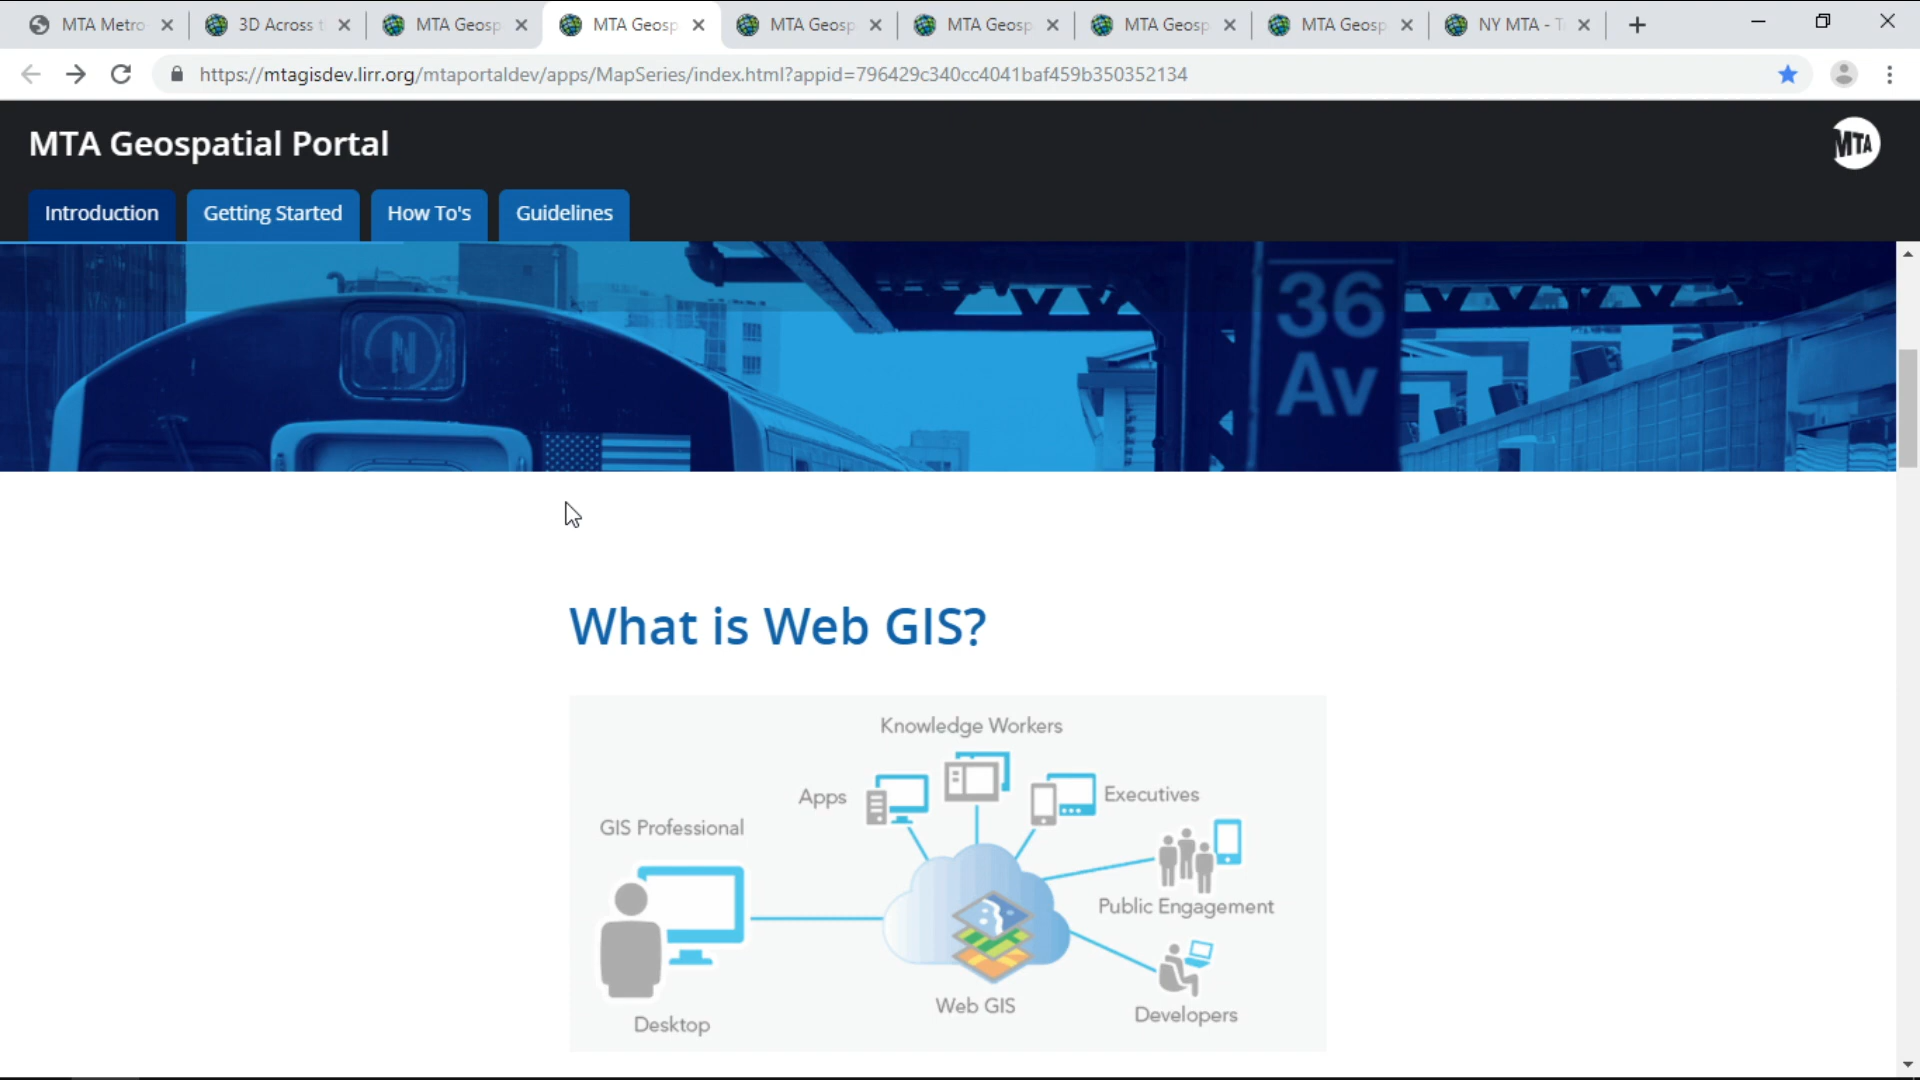 MTA Metro
3D Across t
MTA Geosp
MTA Geosp
MTA Geosp
MTA Geosp
MTA Geosp
MTA Geosp
NY MTA - T
https://mtagisdev.lirr.org/mtaportaldev/apps/MapSeries/index.html?appid=796429c340cc4041baf459b350352134
MTA Geospatial Portal
MTA
Introduction
Getting Started
How To's
Guidelines
N
36
Av
What is Web GIS?
Knowledge Workers
Apps
Executives
GIS Professional
Public Engagement
Web GIS
Developers
Desktop